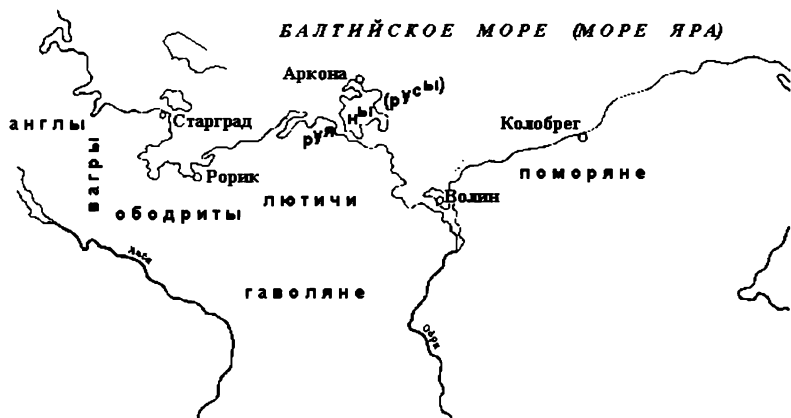 БАЛТИЙСКОЕ МОРЕ (МОРЕ ЯРА)
Аркона
Старград
англы
руяны (русы)
Колобрег
вагры
Рорик
поморяне
лютичи
Волин
ободриты
гаволяне